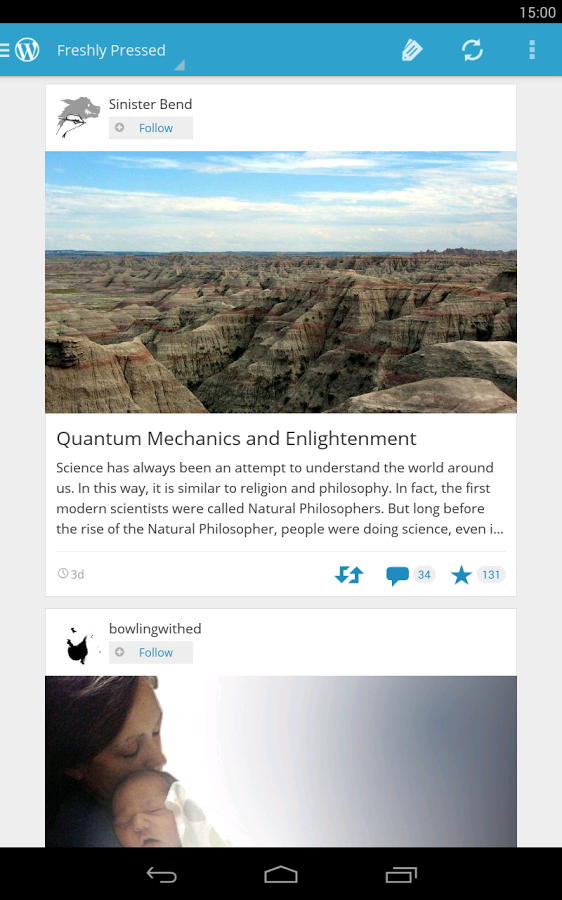 15:00
Freshly Pressed
Sinister Bend
Follow
Quantum Mechanics and Enlightenment
Science has always been an attempt to understand the world around
us. In this way, it is similar to religion and philosophy. In fact, the first
modern scientists were called Natural Philosophers. But long before
the rise of the Natural Philosopher, people were doing science, even i...
3d
34
131
bowlingwithed
Follow